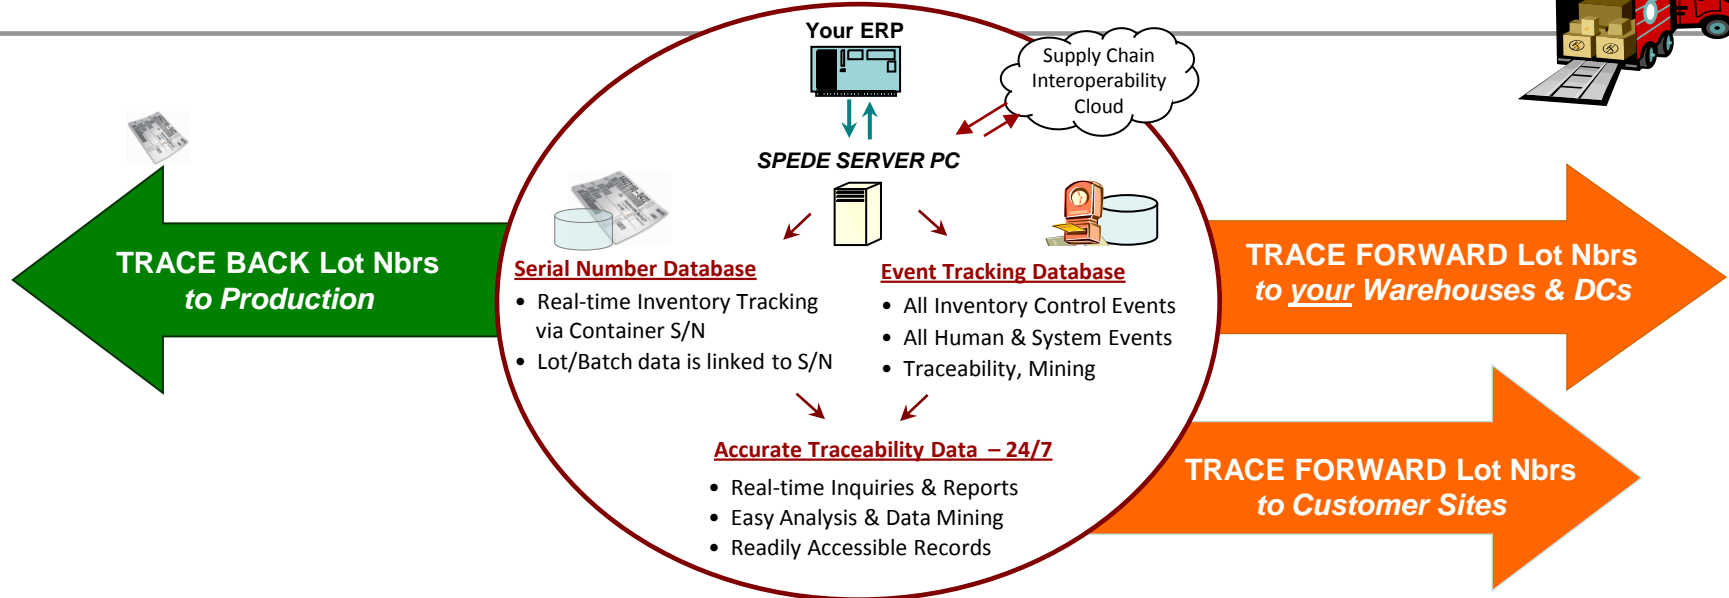 Your ERP
Supply Chain
Interoperability
Cloud
SPEDE SERVER PC
TRACE BACK Lot Nbrs
to Production
Serial Number Database
• Real-time Inventory Tracking
via Container S/N
• Lot/Batch data is linked to S/N
Event Tracking Database
• All Inventory Control Events
• All Human & System Events
• Traceability, Mining
Accurate Traceability Data – 24/7
• Real-time Inquiries & Reports
• Easy Analysis & Data Mining
• Readily Accessible Records
TRACE FORWARD Lot Nbrs
to your Warehouses & DCs
TRACE FORWARD Lot Nbrs
to Customer Sites